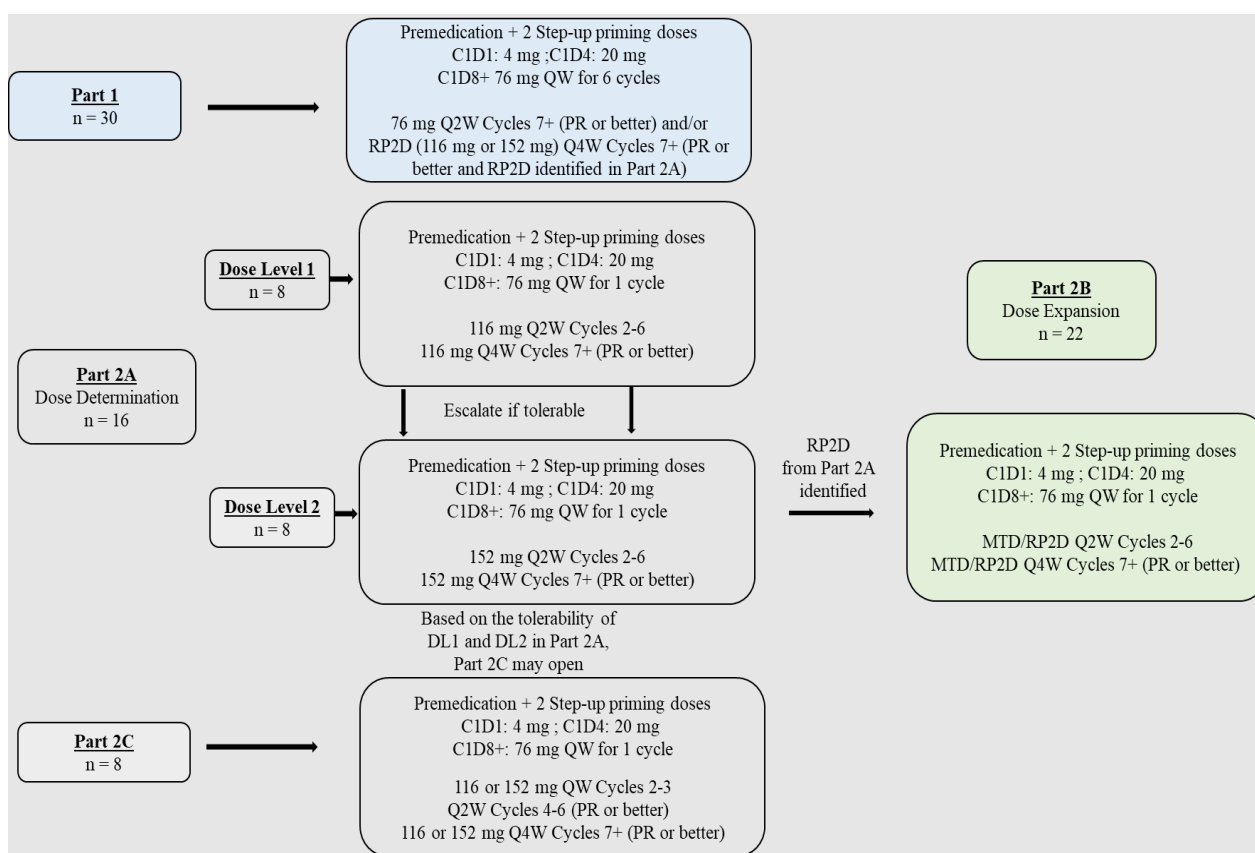 Part 1
n = 30
Premedication + 2 Step-up priming doses
C1D1: 4 mg ;C1D4: 20 mg
C1D8+ 76 mg QW for 6 cycles
76 mg Q2W Cycles 7+ (PR or better) and/or
RP2D (116 mg or 152 mg) Q4W Cycles 7+ (PR or
better and RP2D identified in Part 2A)
Part 2A
Dose Determination
n = 16
Dose Level 1
n = 8
Premedication + 2 Step-up priming doses
C1D1: 4 mg ; C1D4: 20 mg
C1D8+: 76 mg QW for 1 cycle
116 mg Q2W Cycles 2-6
116 mg Q4W Cycles 7+ (PR or better)
Escalate if tolerable
Dose Level 2
n = 8
Premedication + 2 Step-up priming doses
C1D1: 4 mg ; C1D4: 20 mg
C1D8+: 76 mg QW for 1 cycle
152 mg Q2W Cycles 2-6
152 mg Q4W Cycles 7+ (PR or better)
RP2D
from Part 2A
identified
Part 2B
Dose Expansion
n = 22
Premedication + 2 Step-up priming doses
C1D1: 4 mg ; C1D4: 20 mg
C1D8+: 76 mg QW for 1 cycle
MTD/RP2D Q2W Cycles 2-6
MTD/RP2D Q4W Cycles 7+ (PR or better)
Based on the tolerability of
DL1 and DL2 in Part 2A,
Part 2C may open
Part 2C
n = 8
Premedication + 2 Step-up priming doses
C1D1: 4 mg ; C1D4: 20 mg
C1D8+: 76 mg QW for 1 cycle
116 or 152 mg QW Cycles 2-3
Q2W Cycles 4-6 (PR or better)
116 or 152 mg Q4W Cycles 7+ (PR or better)